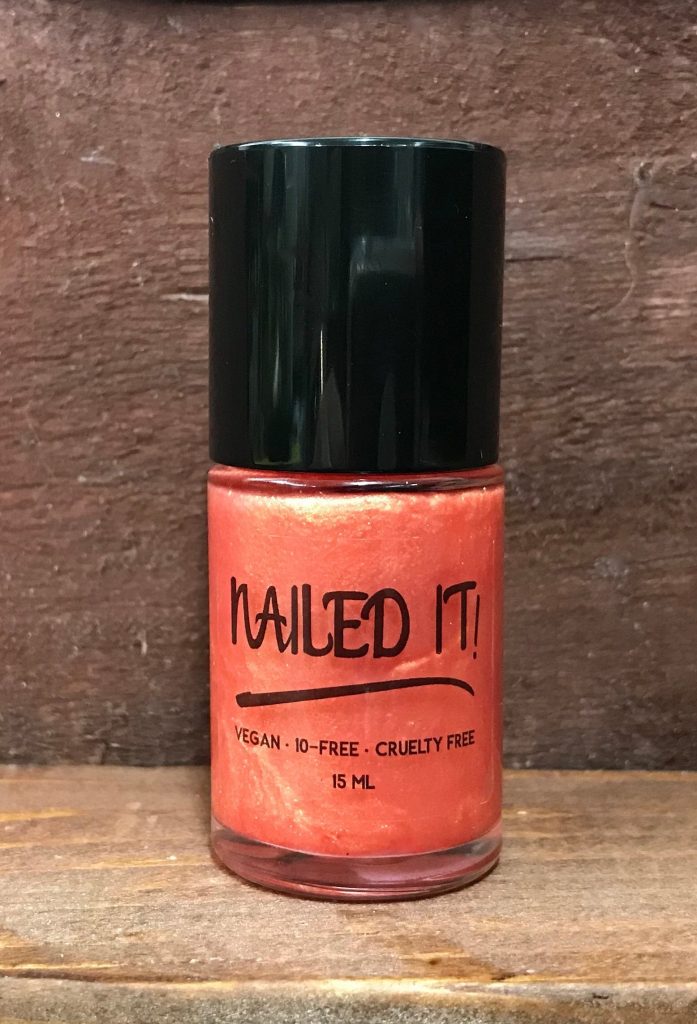 NAILED IT!
VEGAN · 10-FREE · CRUELTY FREE
15 ML